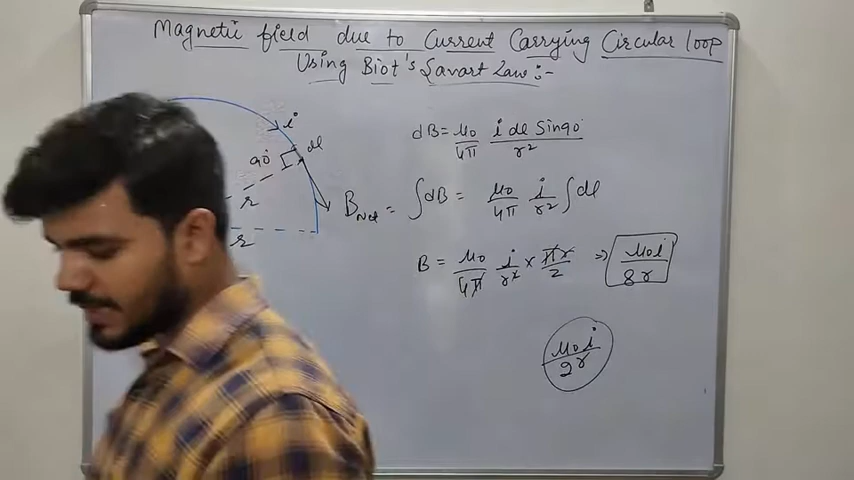 Magnetic field due to Current Carrying Circular loop
Using Biot's Savart Law:-
i
dl
90°
r
r
dB = μ0/4π i dl Sin90/r²
B_Net = ∫dB = μ0/4π i/r² ∫dl
B = μ0/4π i/r² × πr/2 ⇒ μ0i/8r
μ0i/2r